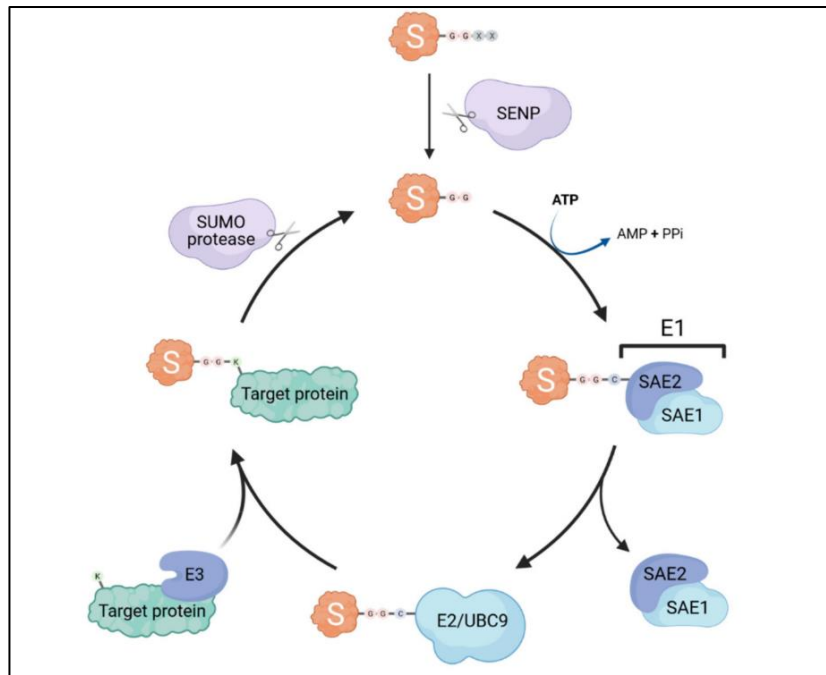 S G G X X
SENP
S G G
ATP
AMP + PPi
SUMO
protease
E1
S G G K
Target protein
S G G C
SAE2
SAE1
K
E3
Target protein
S G G C
E2/UBC9
SAE2
SAE1